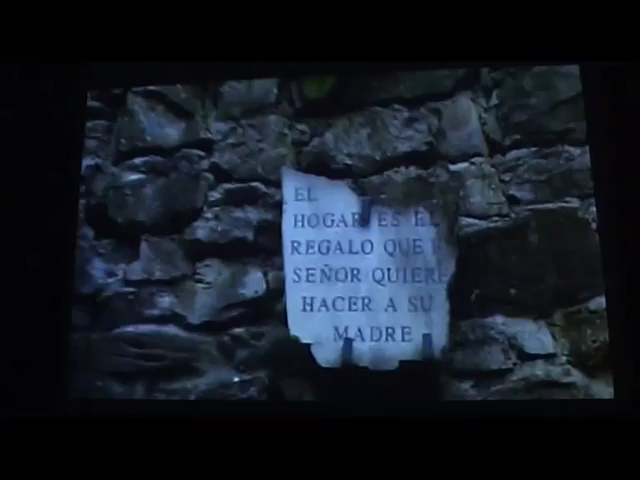 EL
HOGAR ES EL
REGALO QUE
SEÑOR QUIERE
HACER A SU
MADRE